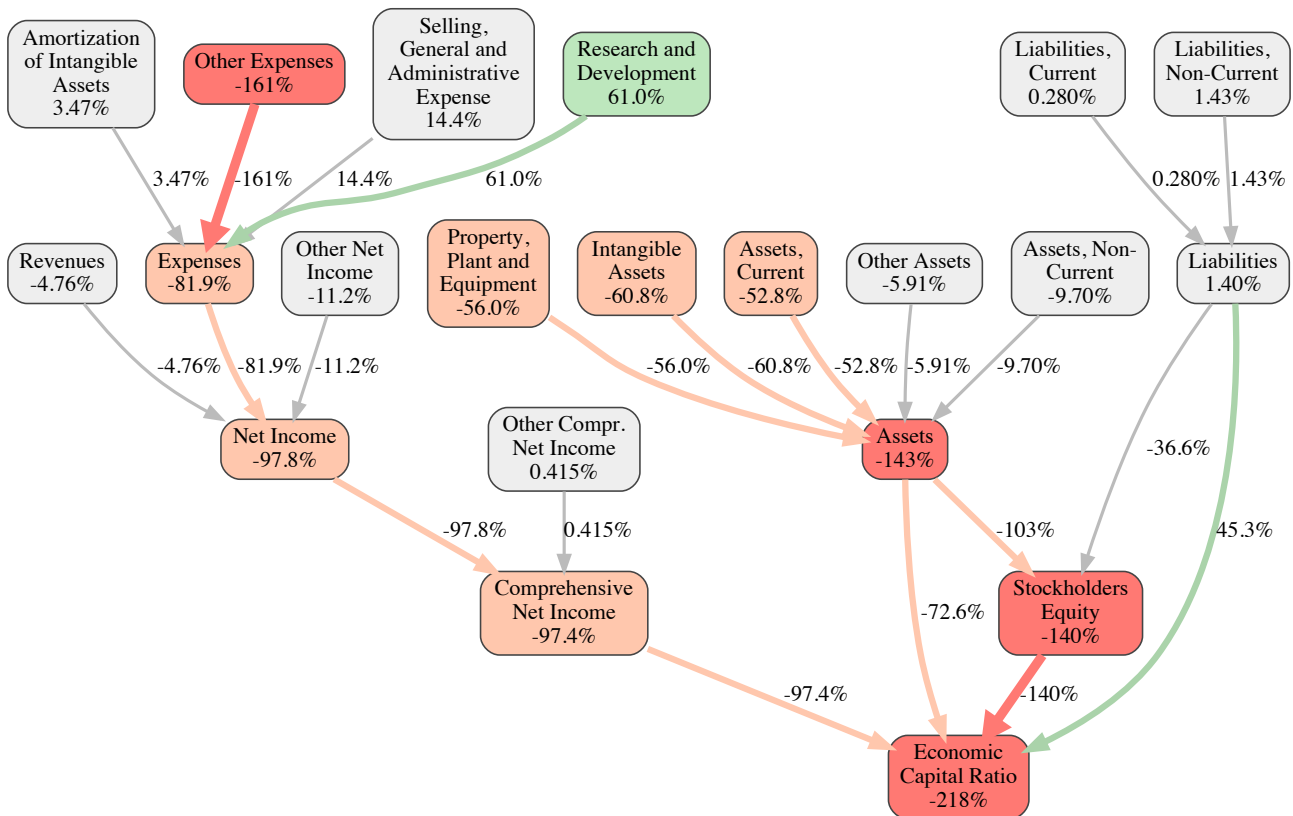 Amortization
of Intangible
Assets
3.47%
Other Expenses
-161%
Selling,
General and
Administrative
Expense
14.4%
Research and
Development
61.0%
Liabilities,
Current
0.280%
Liabilities,
Non-Current
1.43%
3.47%
-161%
14.4%
61.0%
0.280%
1.43%
Revenues
-4.76%
Expenses
-81.9%
Other Net
Income
-11.2%
Property,
Plant and
Equipment
-56.0%
Intangible
Assets
-60.8%
Assets,
Current
-52.8%
Other Assets
-5.91%
Assets, Non-
Current
-9.70%
Liabilities
1.40%
-4.76%
-81.9%
-11.2%
-56.0%
-60.8%
-52.8%
-5.91%
-9.70%
Net Income
-97.8%
Other Compr.
Net Income
0.415%
Assets
-143%
-36.6%
-97.8%
0.415%
-103%
45.3%
Comprehensive
Net Income
-97.4%
-72.6%
Stockholders
Equity
-140%
-97.4%
-140%
Economic
Capital Ratio
-218%